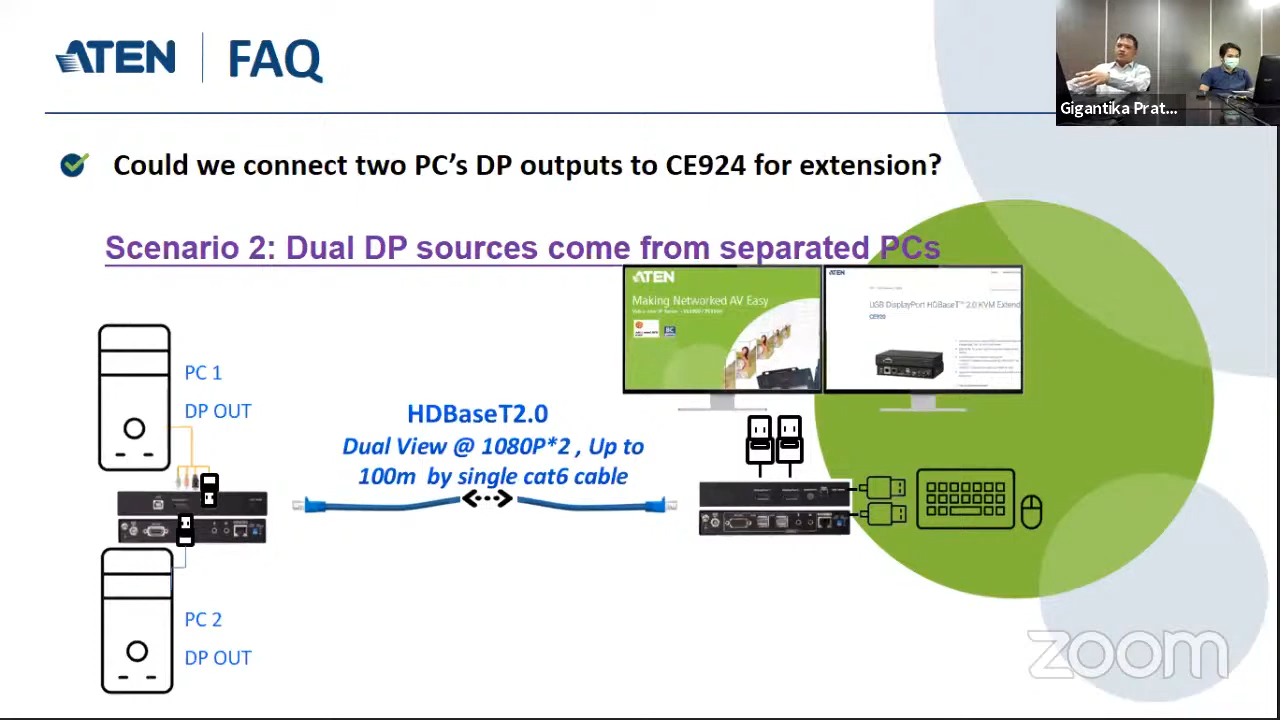 ATEN
FAQ
Gigantika Prat...
Could we connect two PC's DP outputs to CE924 for extension?
Scenario 2: Dual DP sources come from separated PCs
ATEN
Making Networked AV Easy
ATEN
USB DisplayPort HDBaseT™ 2.0 KVM Extend
PC 1
DP OUT
HDBaseT2.0
Dual View @ 1080P*2 , Up to
100m by single cat6 cable
PC 2
DP OUT
zoom